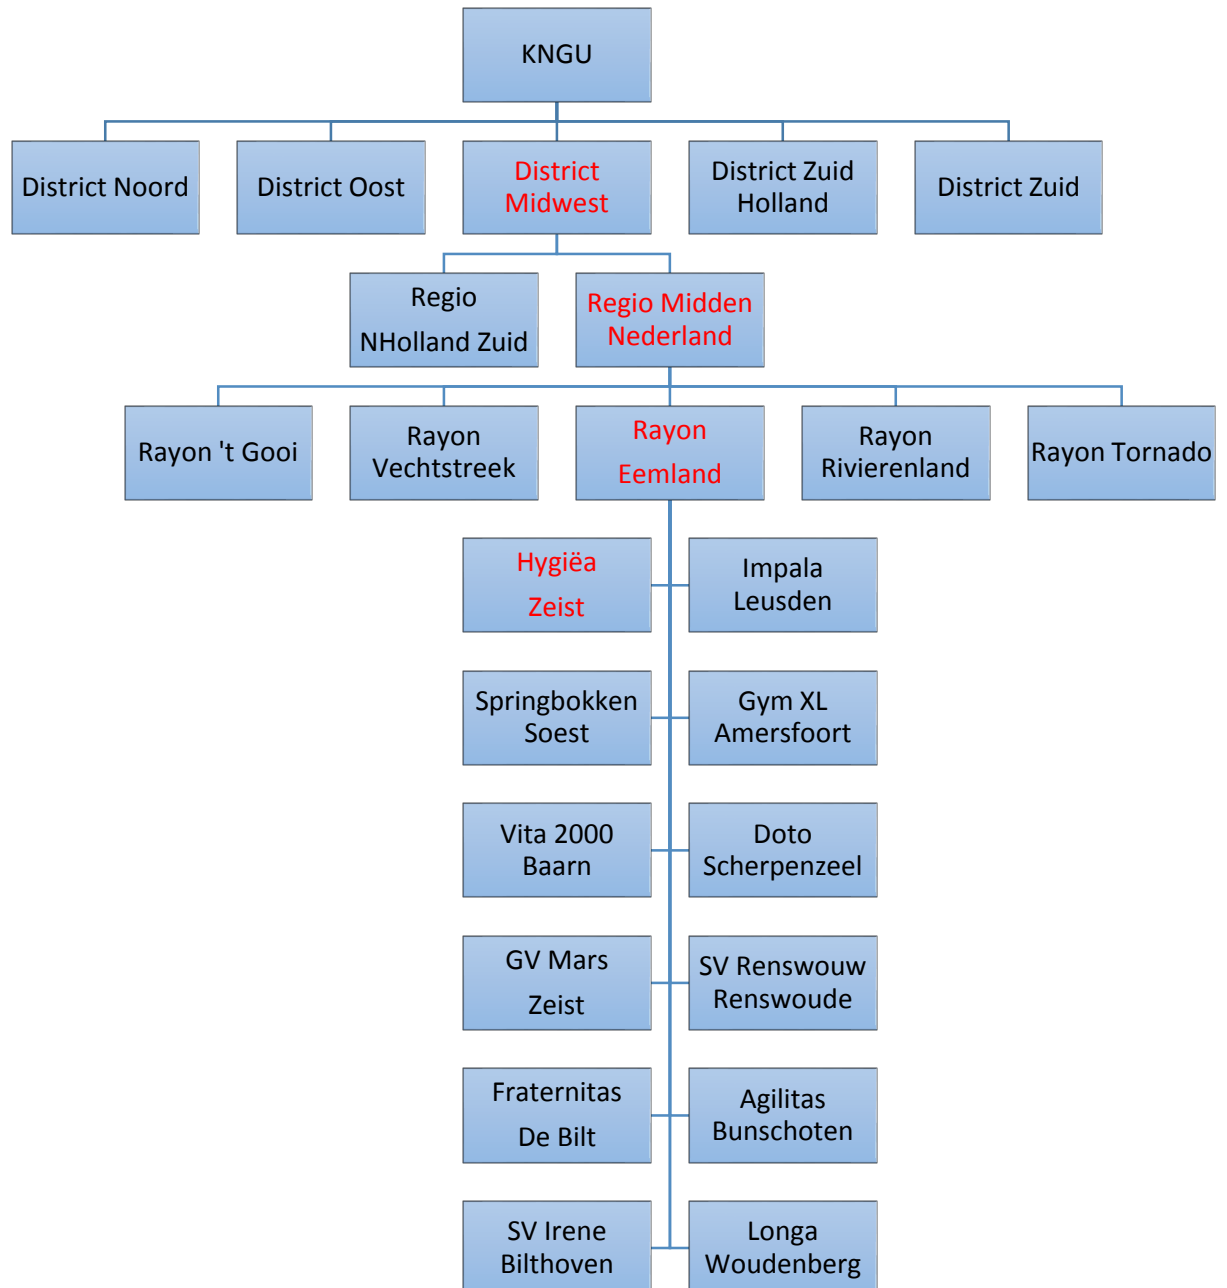 KNGU
District Noord
District Oost
District
Midwest
District Zuid
Holland
District Zuid
Regio
NHolland Zuid
Regio Midden
Nederland
Rayon 't Gooi
Rayon
Vechtstreek
Rayon
Eemland
Rayon
Rivierenland
Rayon Tornado
Hygiëa
Zeist
Impala
Leusden
Springbokken
Soest
Gym XL
Amersfoort
Vita 2000
Baarn
Doto
Scherpenzeel
GV Mars
Zeist
SV Renswouw
Renswoude
Fraternitas
De Bilt
Agilitas
Bunschoten
SV Irene
Bilthoven
Longa
Woudenberg